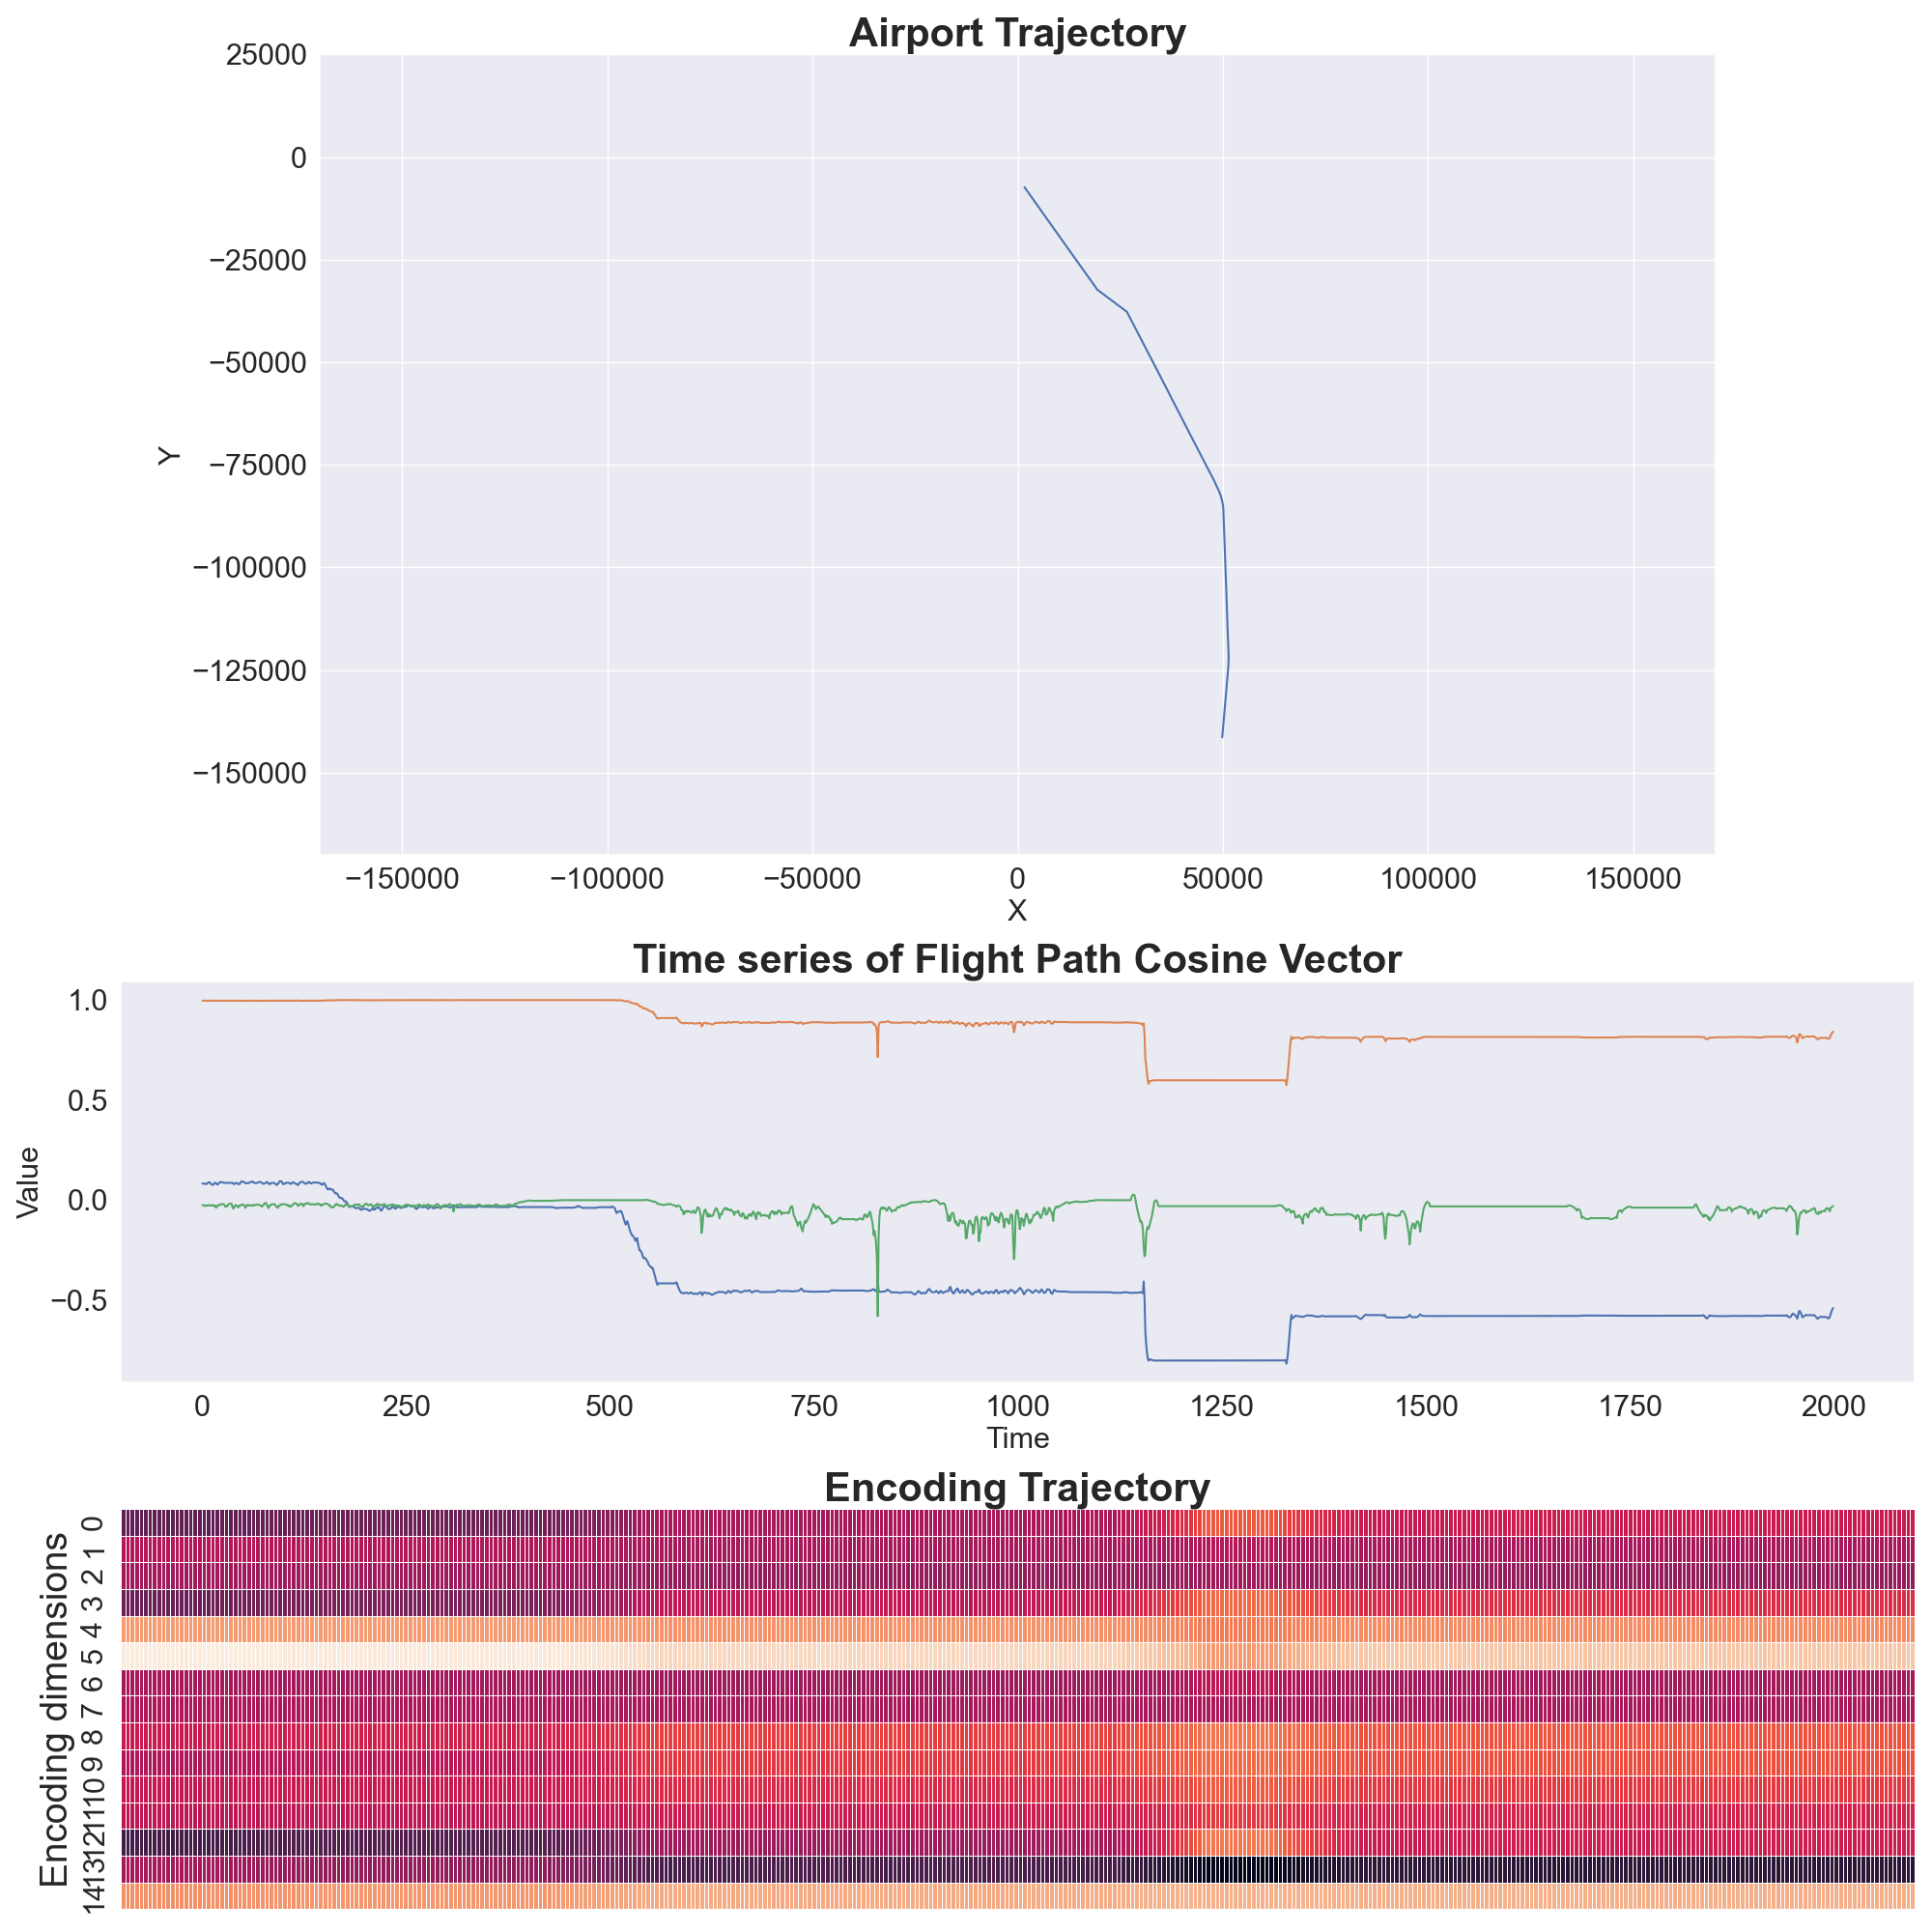 Airport Trajectory
25000
0
−25000
−50000
−75000
−100000
−125000
−150000
Y
−150000 −100000 −50000 0 50000 100000 150000
X
Time series of Flight Path Cosine Vector
1.0
0.5
0.0
−0.5
Value
0 250 500 750 1000 1250 1500 1750 2000
Time
Encoding Trajectory
Encoding dimensions
0
1
2
3
4
5
6
7
8
9
10
11
12
13
14